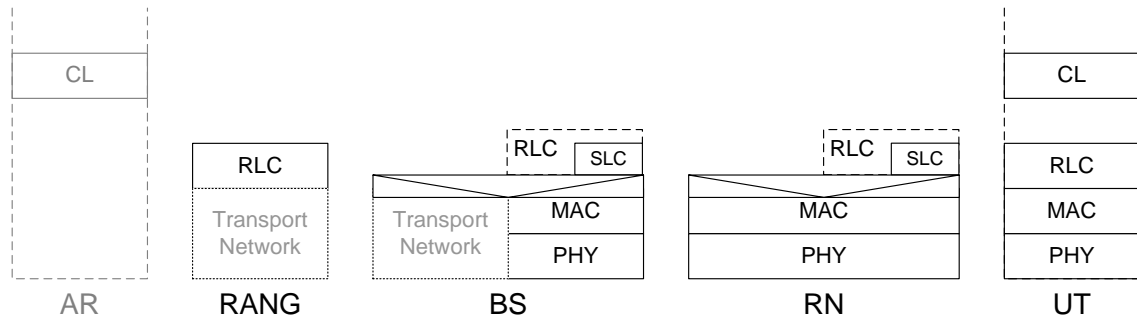 CL
CL
RLC
SLC
RLC
SLC
RLC
RLC
Transport
Network
Transport
Network
MAC
MAC
MAC
PHY
PHY
PHY
AR
RANG
BS
RN
UT